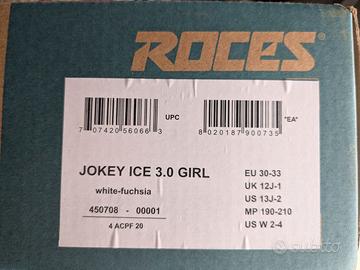 ROCES
7 07420 56066 3 UPC
8 020187 900735 "EA"
JOKEY ICE 3.0 GIRL
white-fuchsia
450708 - 00001
4 ACPF 20
EU 30-33
UK 12J-1
US 13J-2
MP 190-210
US W 2-4
subito